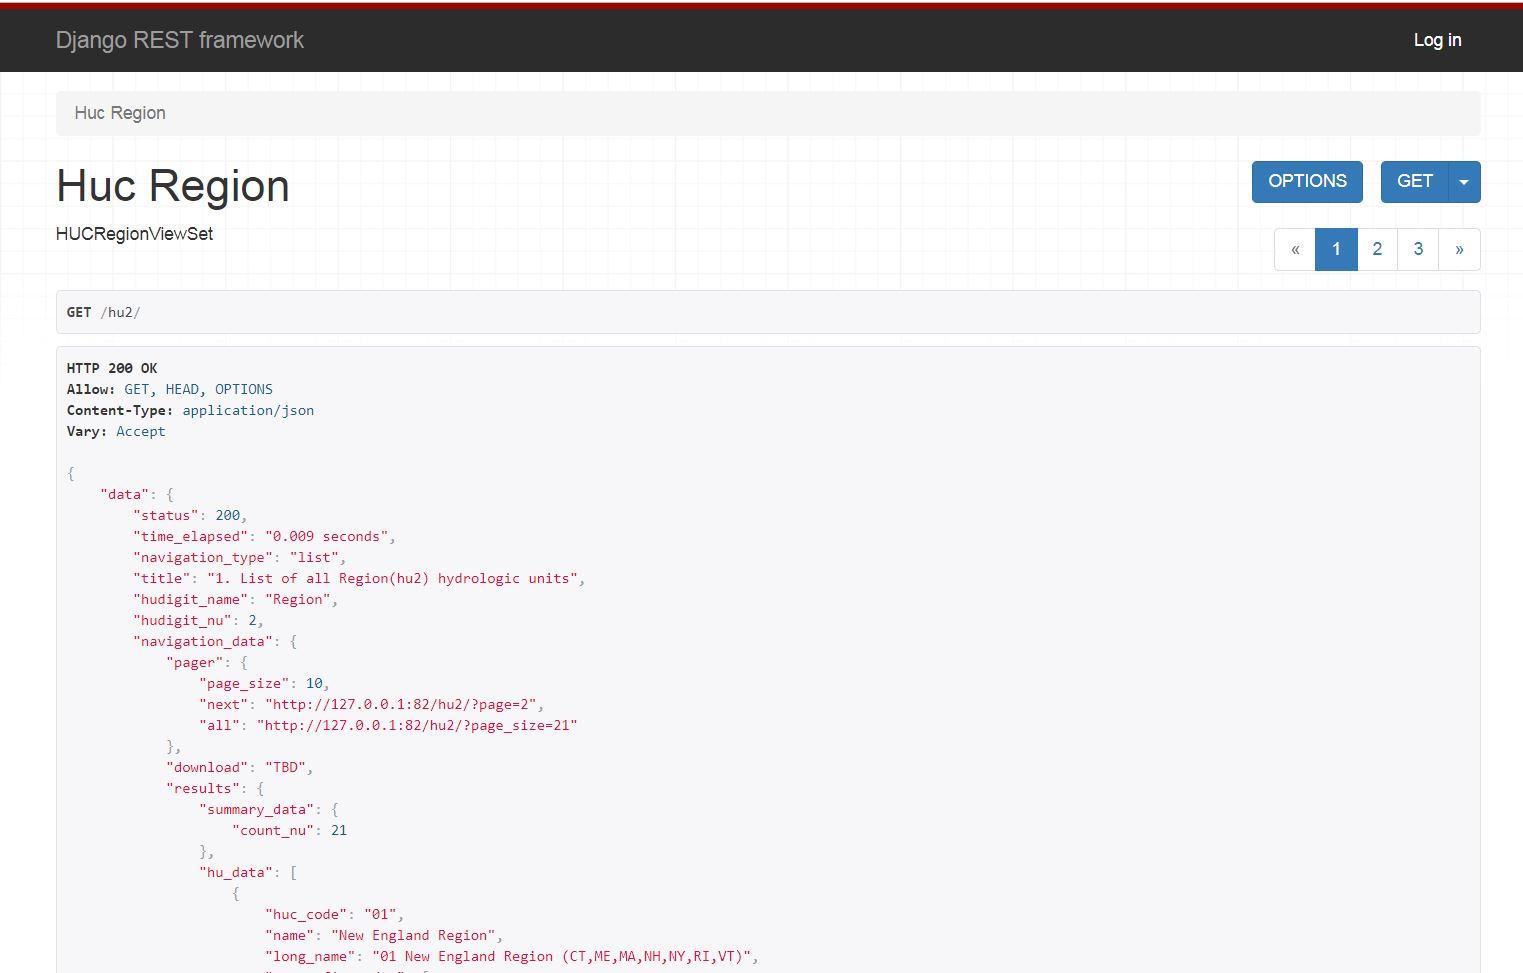 Django REST framework
Log in
Huc Region
Huc Region
OPTIONS
GET
HUCRegionViewSet
« 1 2 3 »
GET /hu2/
HTTP 200 OK
Allow: GET, HEAD, OPTIONS
Content-Type: application/json
Vary: Accept
{
    "data": {
        "status": 200,
        "time_elapsed": "0.009 seconds",
        "navigation_type": "list",
        "title": "1. List of all Region(hu2) hydrologic units",
        "hudigit_name": "Region",
        "hudigit_nu": 2,
        "navigation_data": {
            "pager": {
                "page_size": 10,
                "next": "http://127.0.0.1:82/hu2/?page=2",
                "all": "http://127.0.0.1:82/hu2/?page_size=21"
            },
            "download": "TBD",
            "results": {
                "summary_data": {
                    "count_nu": 21
                },
                "hu_data": [
                    {
                        "huc_code": "01",
                        "name": "New England Region",
                        "long_name": "01 New England Region (CT,ME,MA,NH,NY,RI,VT)",